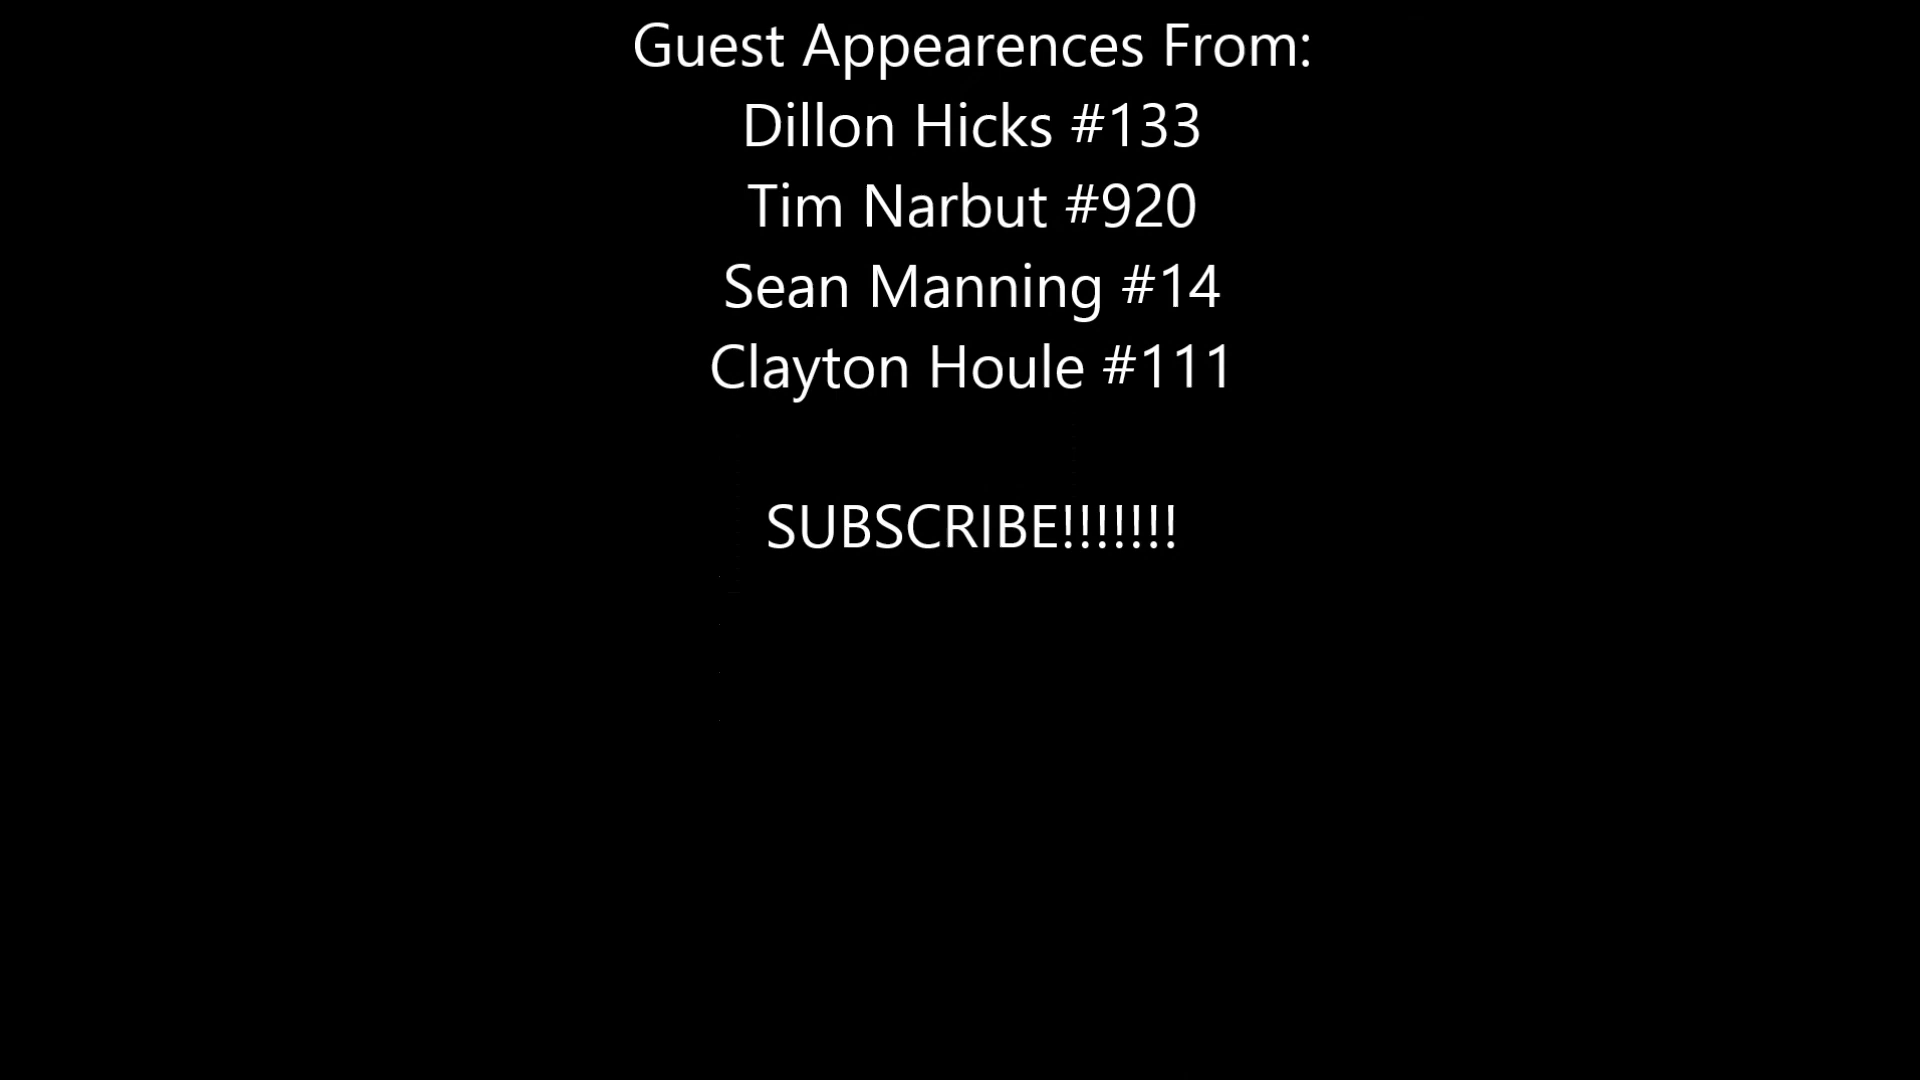 Guest Appearences From:
Dillon Hicks #133
Tim Narbut #920
Sean Manning #14
Clayton Houle #111
SUBSCRIBE!!!!!!!